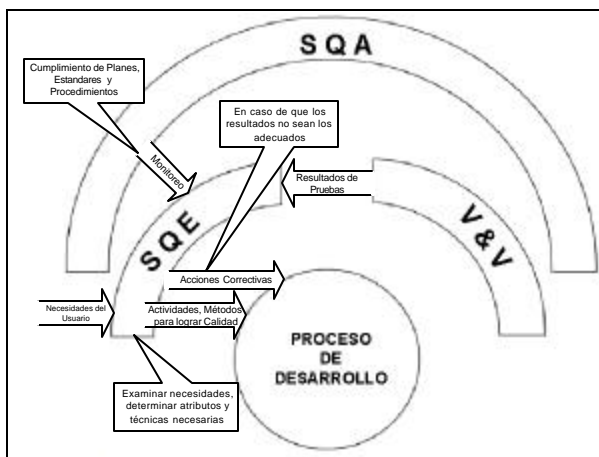 SQA
Cumplimiento de Planes,
Estandares y
Procedimientos
En caso de que los
resultados no sean los
adecuados
Monitoreo
Resultados de
Pruebas
SQE
V&V
Acciones Correctivas
Necesidades del
Usuario
Actividades, Métodos
para lograr Calidad
PROCESO
DE
DESARROLLO
Examinar necesidades,
determinar atributos y
técnicas necesarias